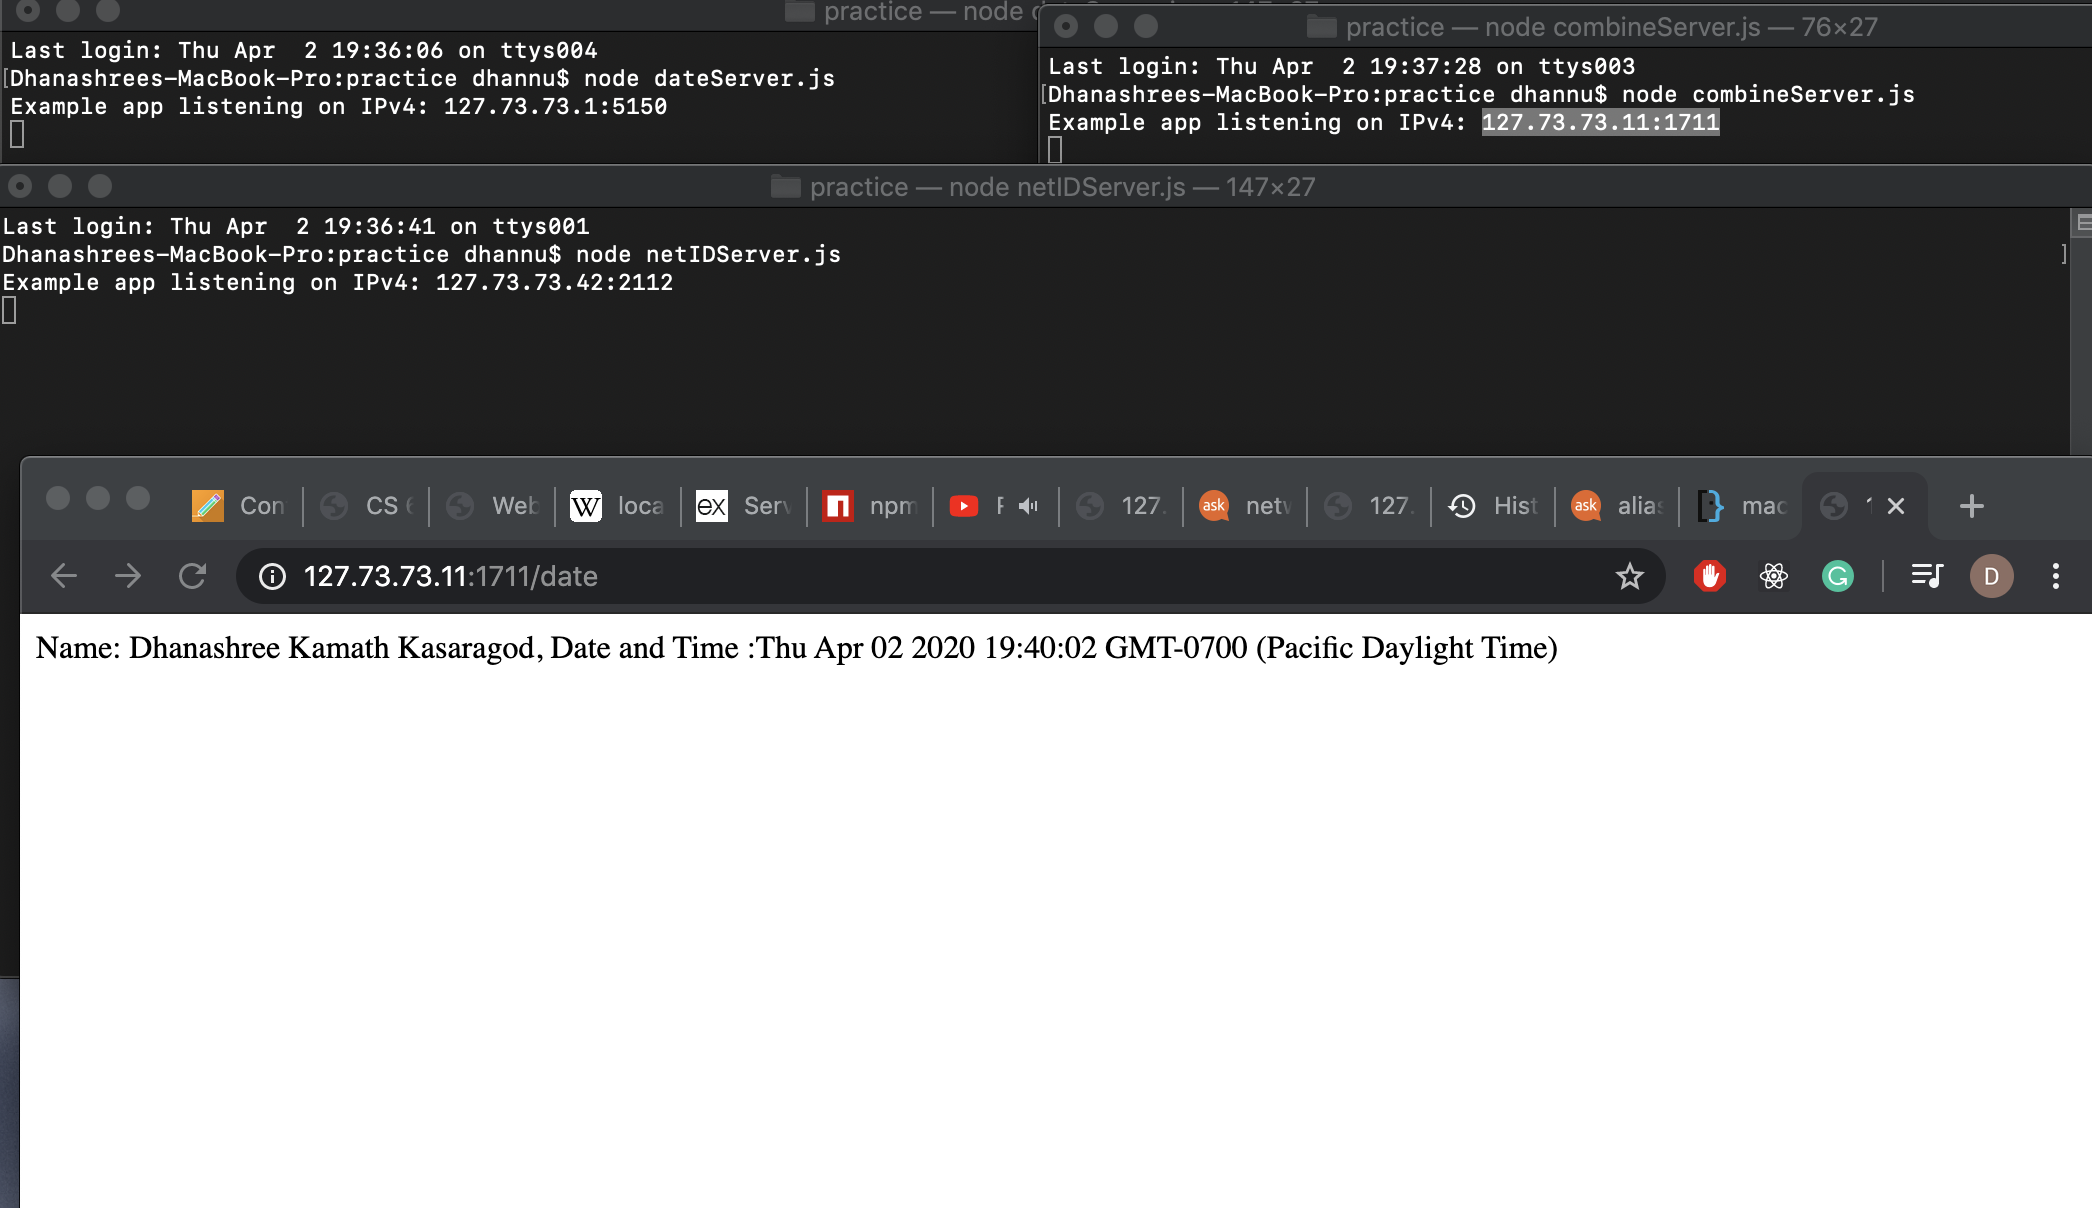 practice — node
Last login: Thu Apr  2 19:36:06 on ttys004
Dhanashrees-MacBook-Pro:practice dhannu$ node dateServer.js
Example app listening on IPv4: 127.73.73.1:5150
practice — node combineServer.js — 76×27
Last login: Thu Apr  2 19:37:28 on ttys003
Dhanashrees-MacBook-Pro:practice dhannu$ node combineServer.js
Example app listening on IPv4: 127.73.73.11:1711
practice — node netIDServer.js — 147×27
Last login: Thu Apr  2 19:36:41 on ttys001
Dhanashrees-MacBook-Pro:practice dhannu$ node netIDServer.js
Example app listening on IPv4: 127.73.73.42:2112
Con CS Web W loca ex Serv npm 127. ask netw 127. Hist ask alias mac
127.73.73.11:1711/date D
Name: Dhanashree Kamath Kasaragod, Date and Time :Thu Apr 02 2020 19:40:02 GMT-0700 (Pacific Daylight Time)